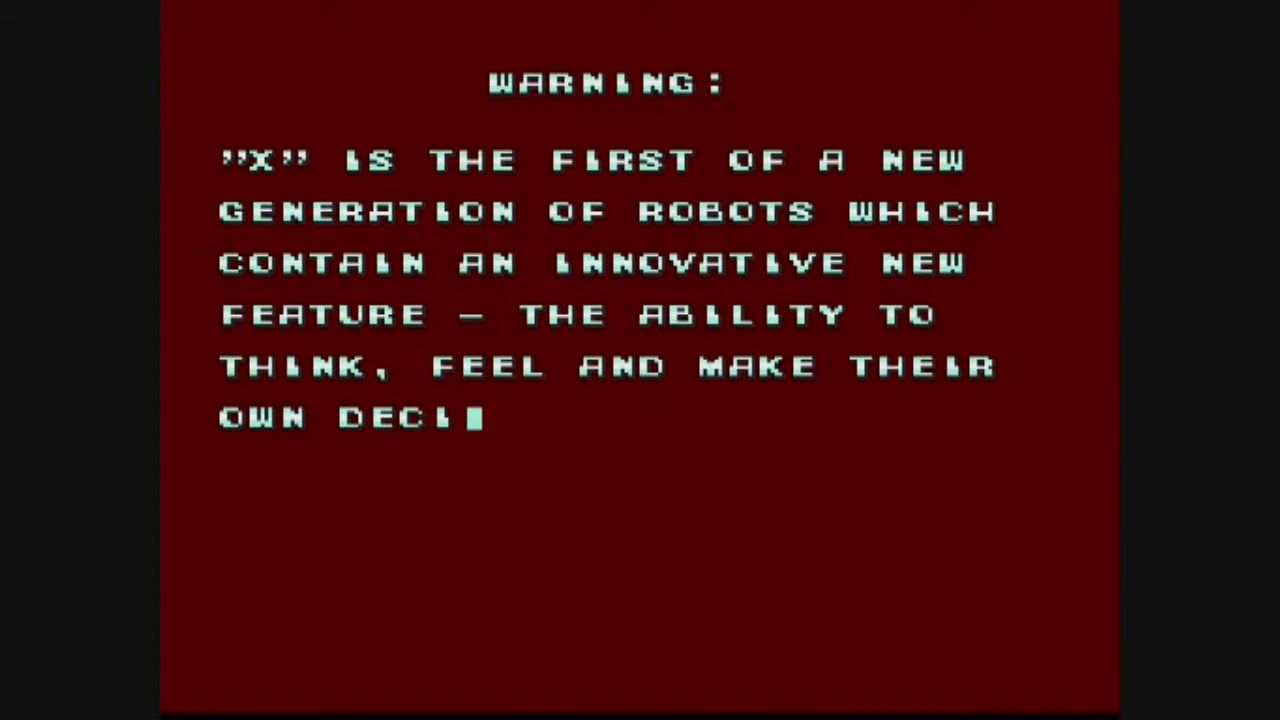 WARNING:
"X" IS THE FIRST OF A NEW
GENERATION OF ROBOTS WHICH
CONTAIN AN INNOVATIVE NEW
FEATURE – THE ABILITY TO
THINK, FEEL AND MAKE THEIR
OWN DECI